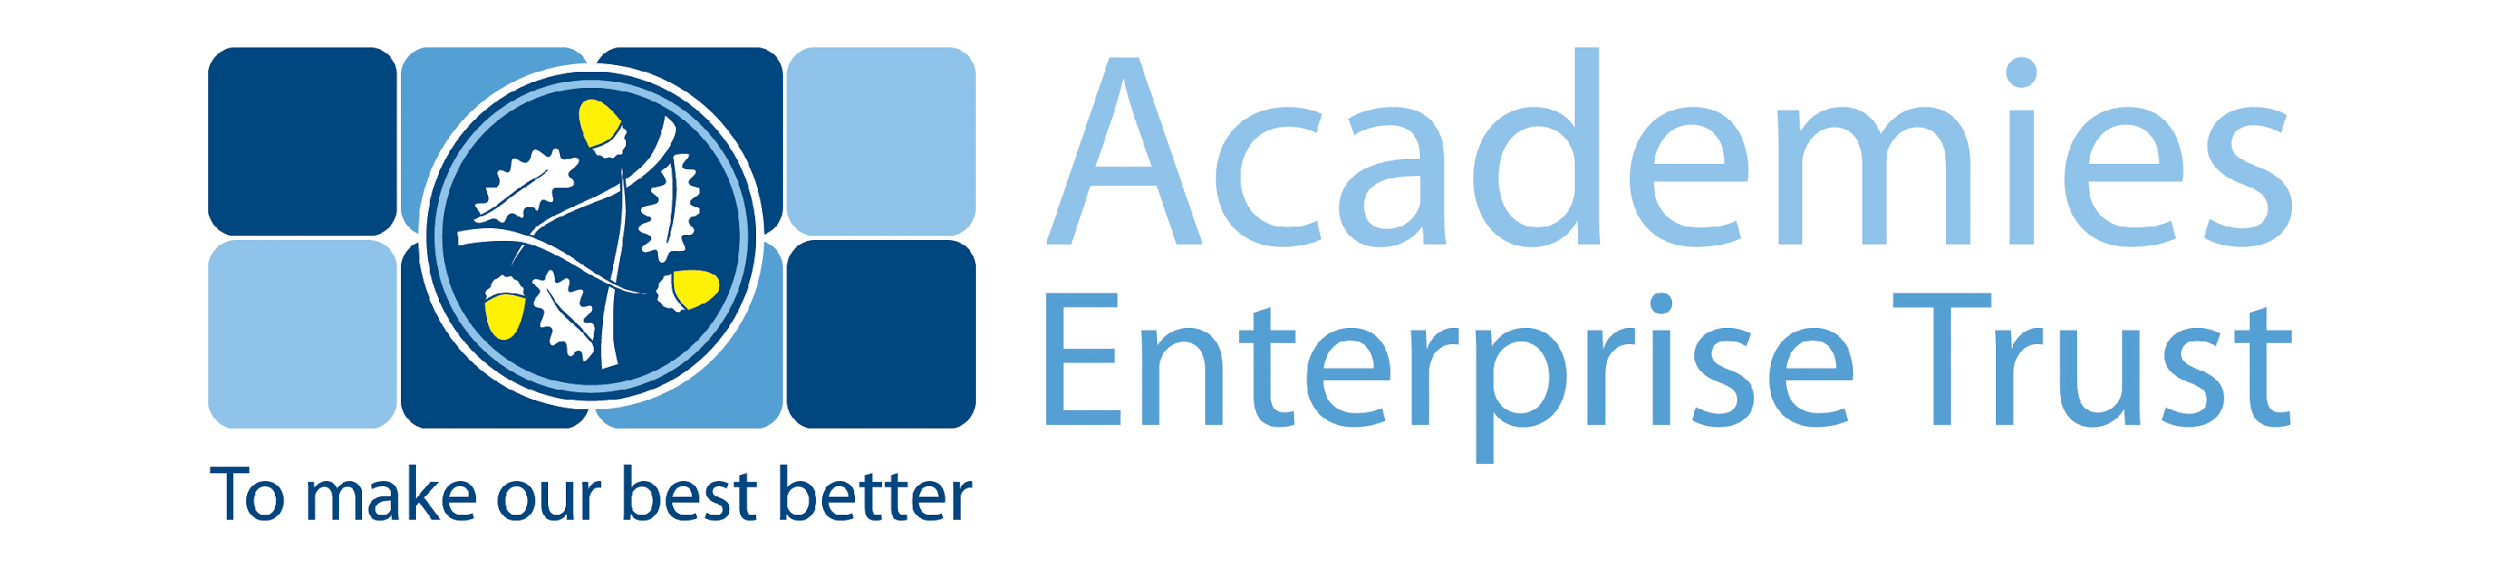 Academies
Enterprise Trust
To make our best better